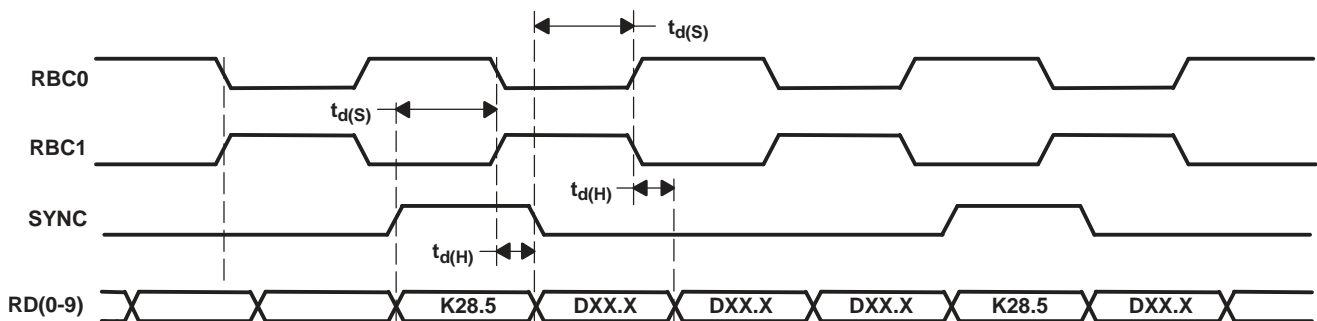 t_d(S)
RBC0
t_d(S)
RBC1
t_d(H)
SYNC
t_d(H)
RD(0-9) K28.5 DXX.X DXX.X DXX.X K28.5 DXX.X